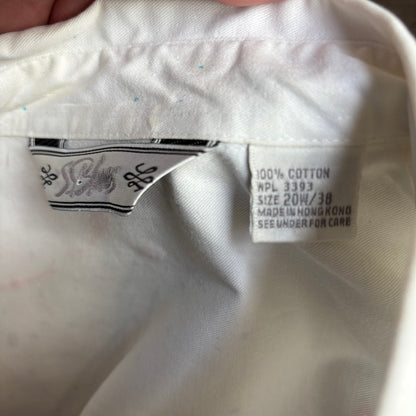 100% COTTON
WPL 3393
SIZE 20W/38
MADE IN HONG KONG
SEE UNDER FOR CARE